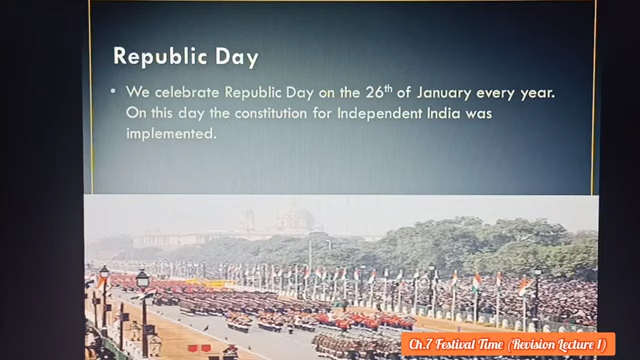 Republic Day
• We celebrate Republic Day on the 26th of January every year.
On this day the constitution for Independent India was
implemented.
Ch.7 Festival Time (Revision Lecture 1)